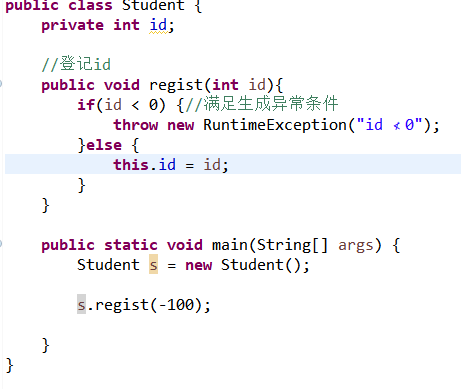 public class Student {
private int id;
//登记id
public void regist(int id){
if(id < 0) {//满足生成异常条件
throw new RuntimeException("id ≮0");
}else {
this.id = id;
}
}
public static void main(String[] args) {
Student s = new Student();
s.regist(-100);
}
}